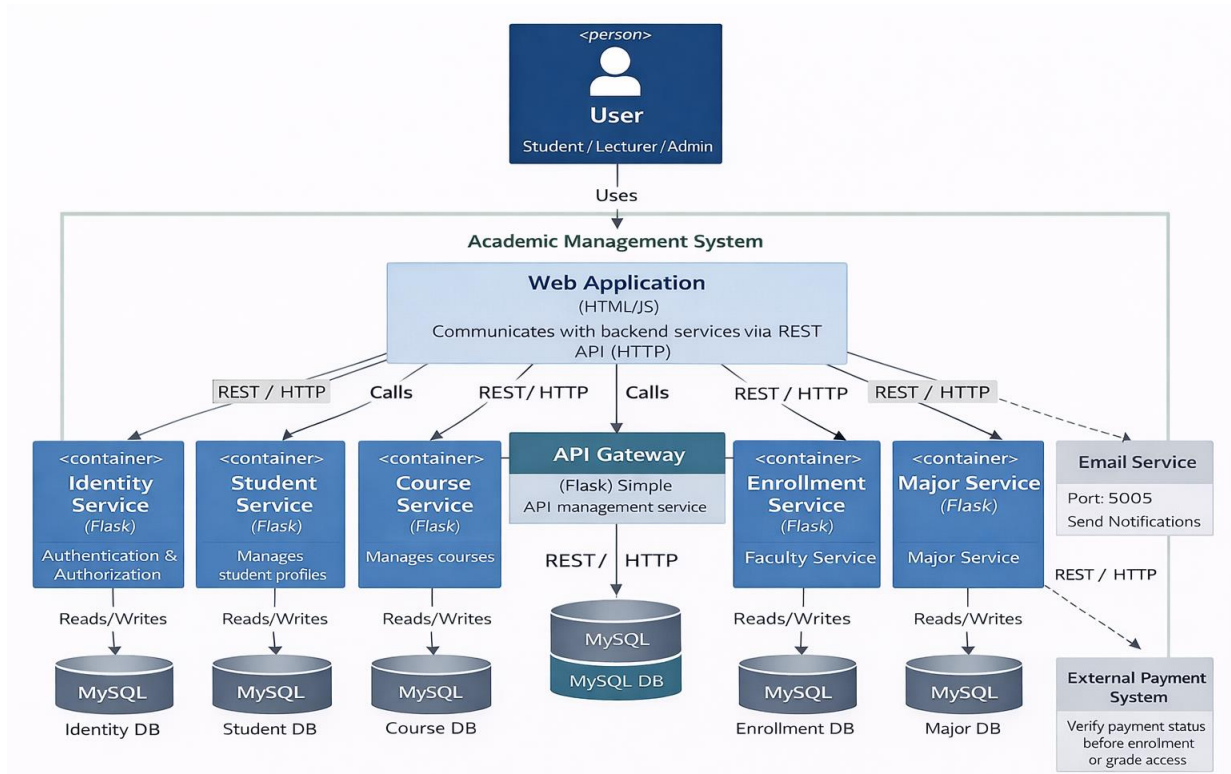 <person>
User
Student / Lecturer / Admin
Uses
Academic Management System
Web Application
(HTML/JS)
Communicates with backend services viia REST
API (HTTP)
REST / HTTP
Calls
REST/ HTTP
Calls
REST / HTTP
REST / HTTP
<container>
Identity
Service
(Flask)
Authentication &
Authorization
<container>
Student
Service
(Flask)
Manages
student profiles
<container>
Course
Service
(Flask)
Manages courses
API Gateway
(Flask) Simple
API management service
<container>
Enrollment
Service
(Flask)
Faculty Service
<container>
Major Service
(Flask)
Major Service
Email Service
Port: 5005
Send Notifications
REST / HTTP
REST / HTTP
Reads/Writes
Reads/Writes
Reads/Writes
Reads/Writes
Reads/Writes
MySQL
Identity DB
MySQL
Student DB
MySQL
Course DB
MySQL
MySQL DB
MySQL
Enrollment DB
MySQL
Major DB
External Payment
System
Verify payment status
before enrollment
or grade access